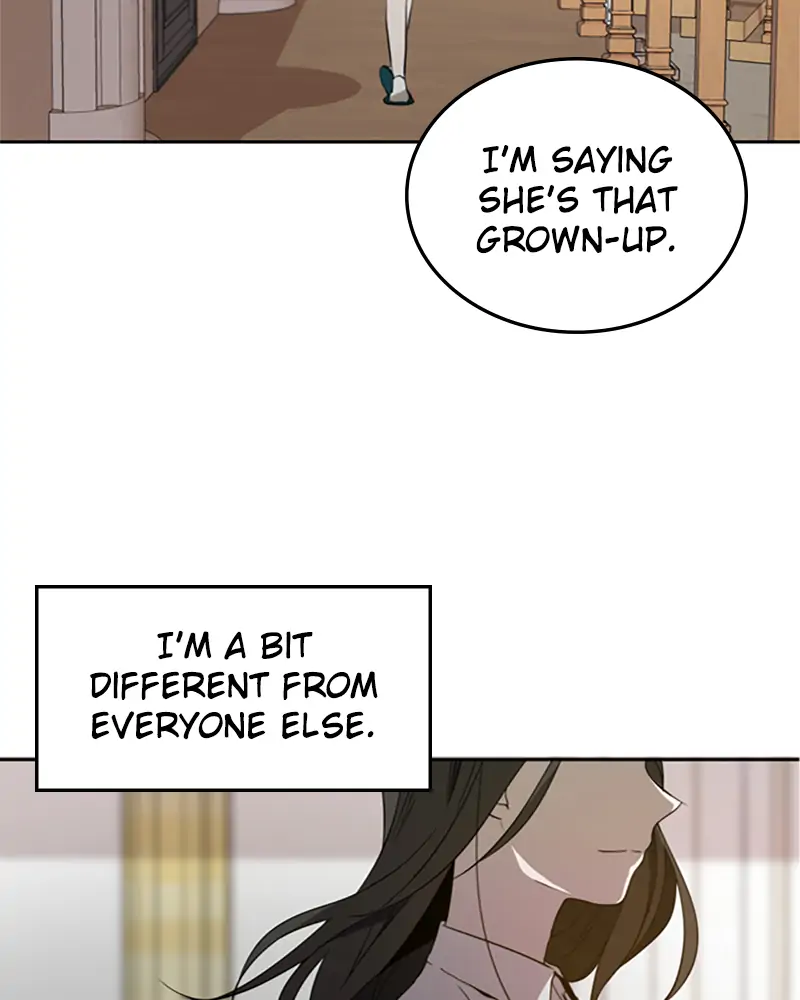 I'M SAYING
SHE'S THAT
GROWN-UP.
I'M A BIT
DIFFERENT FROM
EVERYONE ELSE.